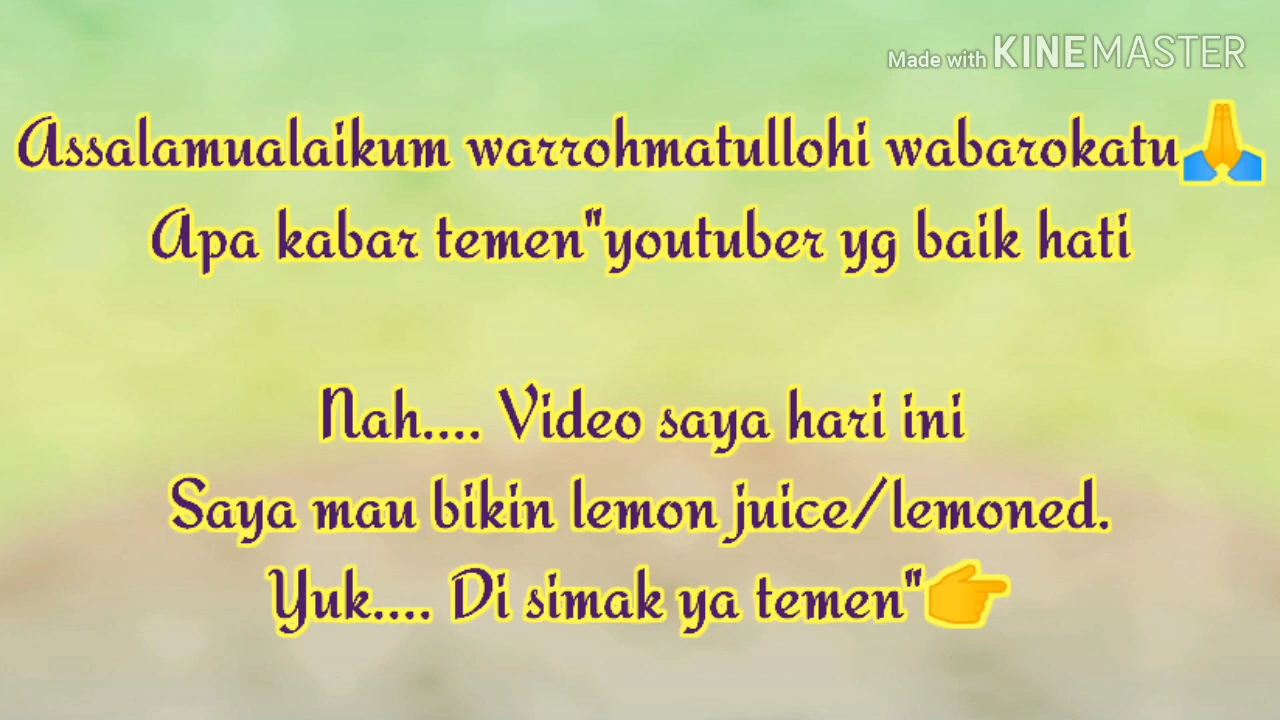 Made with KINEMASTER
Assalamualaikum warrohmatullohi wabarokatu🙏
Apa kabar temen"youtuber yg baik hati
Nah.... Video saya hari ini
Saya mau bikin lemon juice/lemoned.
Yuk.... Di simak ya temen"👉